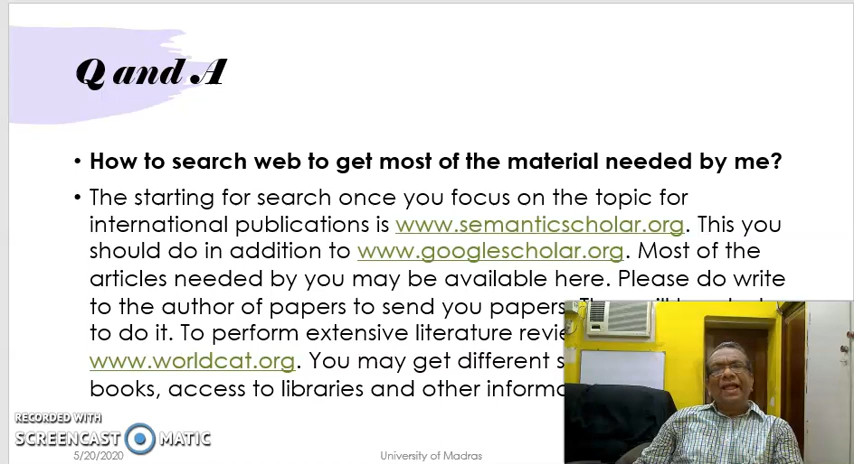 Q and A
• How to search web to get most of the material needed by me?
• The starting for search once you focus on the topic for
international publications is www.semanticscholar.org. This you
should do in addition to www.googlescholar.org. Most of the
articles needed by you may be available here. Please do write
to the author of papers to send you papers.
to do it. To perform extensive literature
www.worldcat.org. You may get different
books, access to libraries and other
RECORDED WITH
SCREENCAST MATIC
5/20/2020
University of Madras